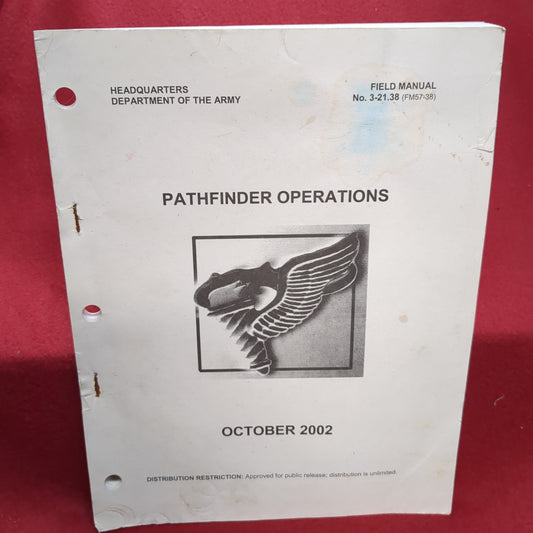 HEADQUARTERS
DEPARTMENT OF THE ARMY
FIELD MANUAL
No. 3-21.38 (FM57-38)
PATHFINDER OPERATIONS
OCTOBER 2002
DISTRIBUTION RESTRICTION: Approved for public release; distribution is unlimited.